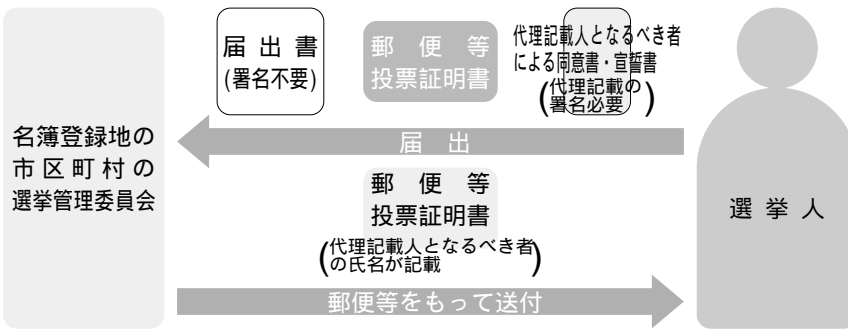 届出書
(署名不要)
郵便等
投票証明書
代理記載人となるべき者
による同意書・宣誓書
(代理記載の
署名必要)
名簿登録地の
市区町村の
選挙管理委員会
届出
郵便等
投票証明書
(代理記載人となるべき者
の氏名が記載)
選挙人
郵便等をもって送付